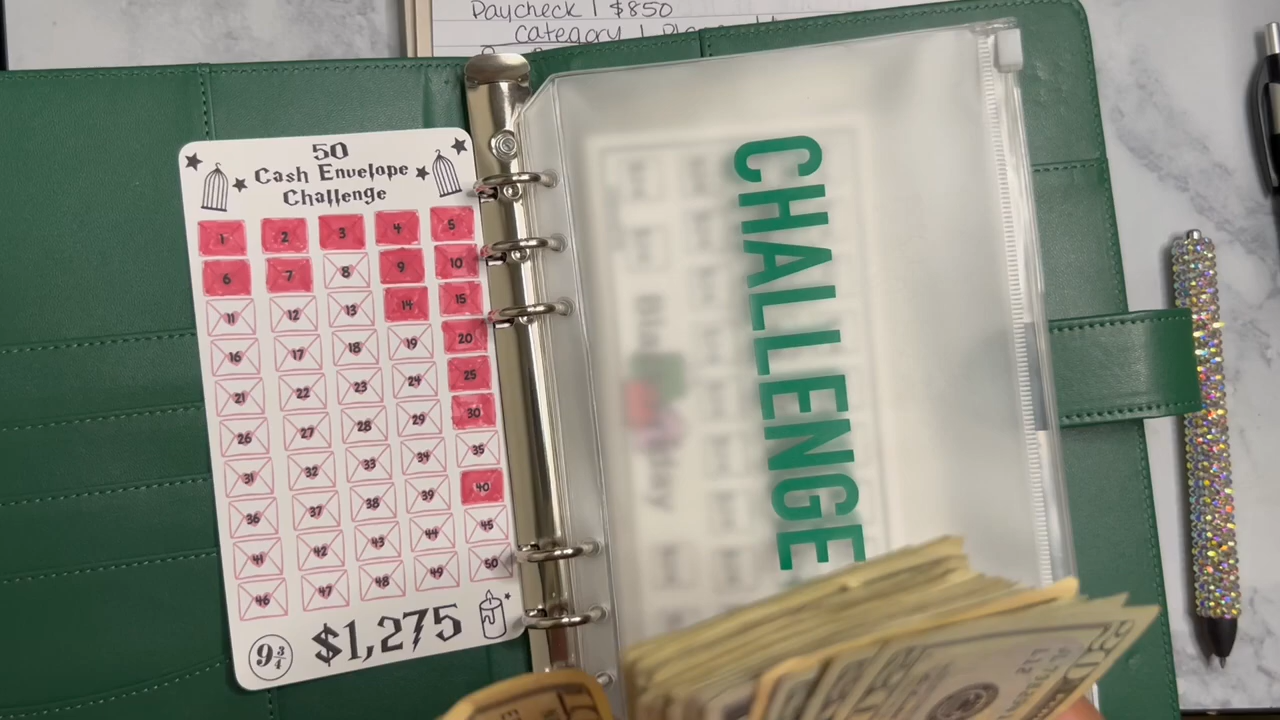 Paycheck 1 $850
category
50
Cash Envelope
Challenge
1 2 3 4 5
6 7 8 9 10
11 12 13 14 15
16 17 18 19 20
21 22 23 24 25
26 27 28 29 30
31 32 33 34 35
36 37 38 39 40
41 42 43 44 45
46 47 48 49 50
9 3/4 $1,275
CHALLENGE